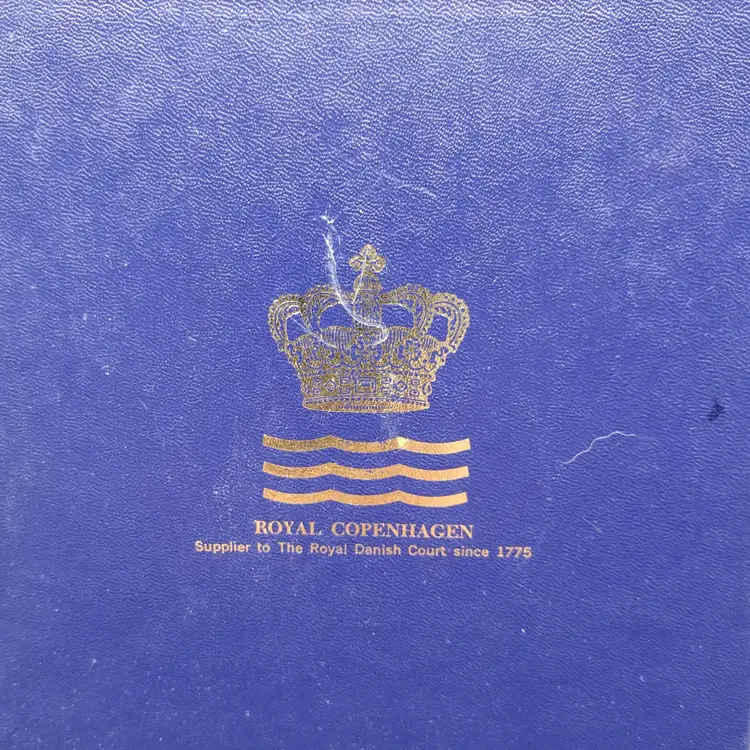 ROYAL COPENHAGEN
Supplier to The Royal Danish Court since 1775